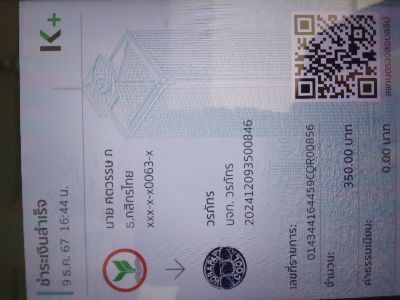 ชำระเงินสำเร็จ
9 ธ.ค. 67 16:44 น.
K+
นาย ศตวรรษ ภ
ธ.กสิกรไทย
xxx-x-x0063-x
วรภัทร
บจก. วรภัทร
202412093500846
WORAPAT
COOL
เลขที่รายการ:
014344164459CQR00856
จำนวน:
350.00 บาท
ค่าธรรมเนียม:
0.00 บาท
สแกนตรวจสอบสลิป